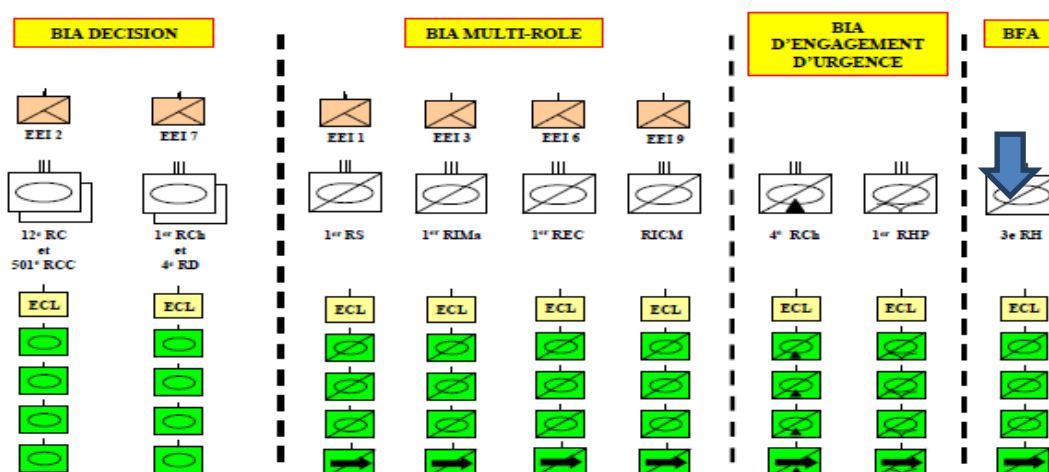 BIA DECISION
BIA MULTI-ROLE
BIA
D'ENGAGEMENT
D'URGENCE
BFA
EEI 2
EEI 7
EEI 1
EEI 3
EEI 6
EEI 9
12e RC
et
501e RCC
1er RCh
et
4e RD
1er RS
1er RIMa
1er REC
RICM
4e RCh
1er RHP
3e RH
ECL
ECL
ECL
ECL
ECL
ECL
ECL
ECL
ECL